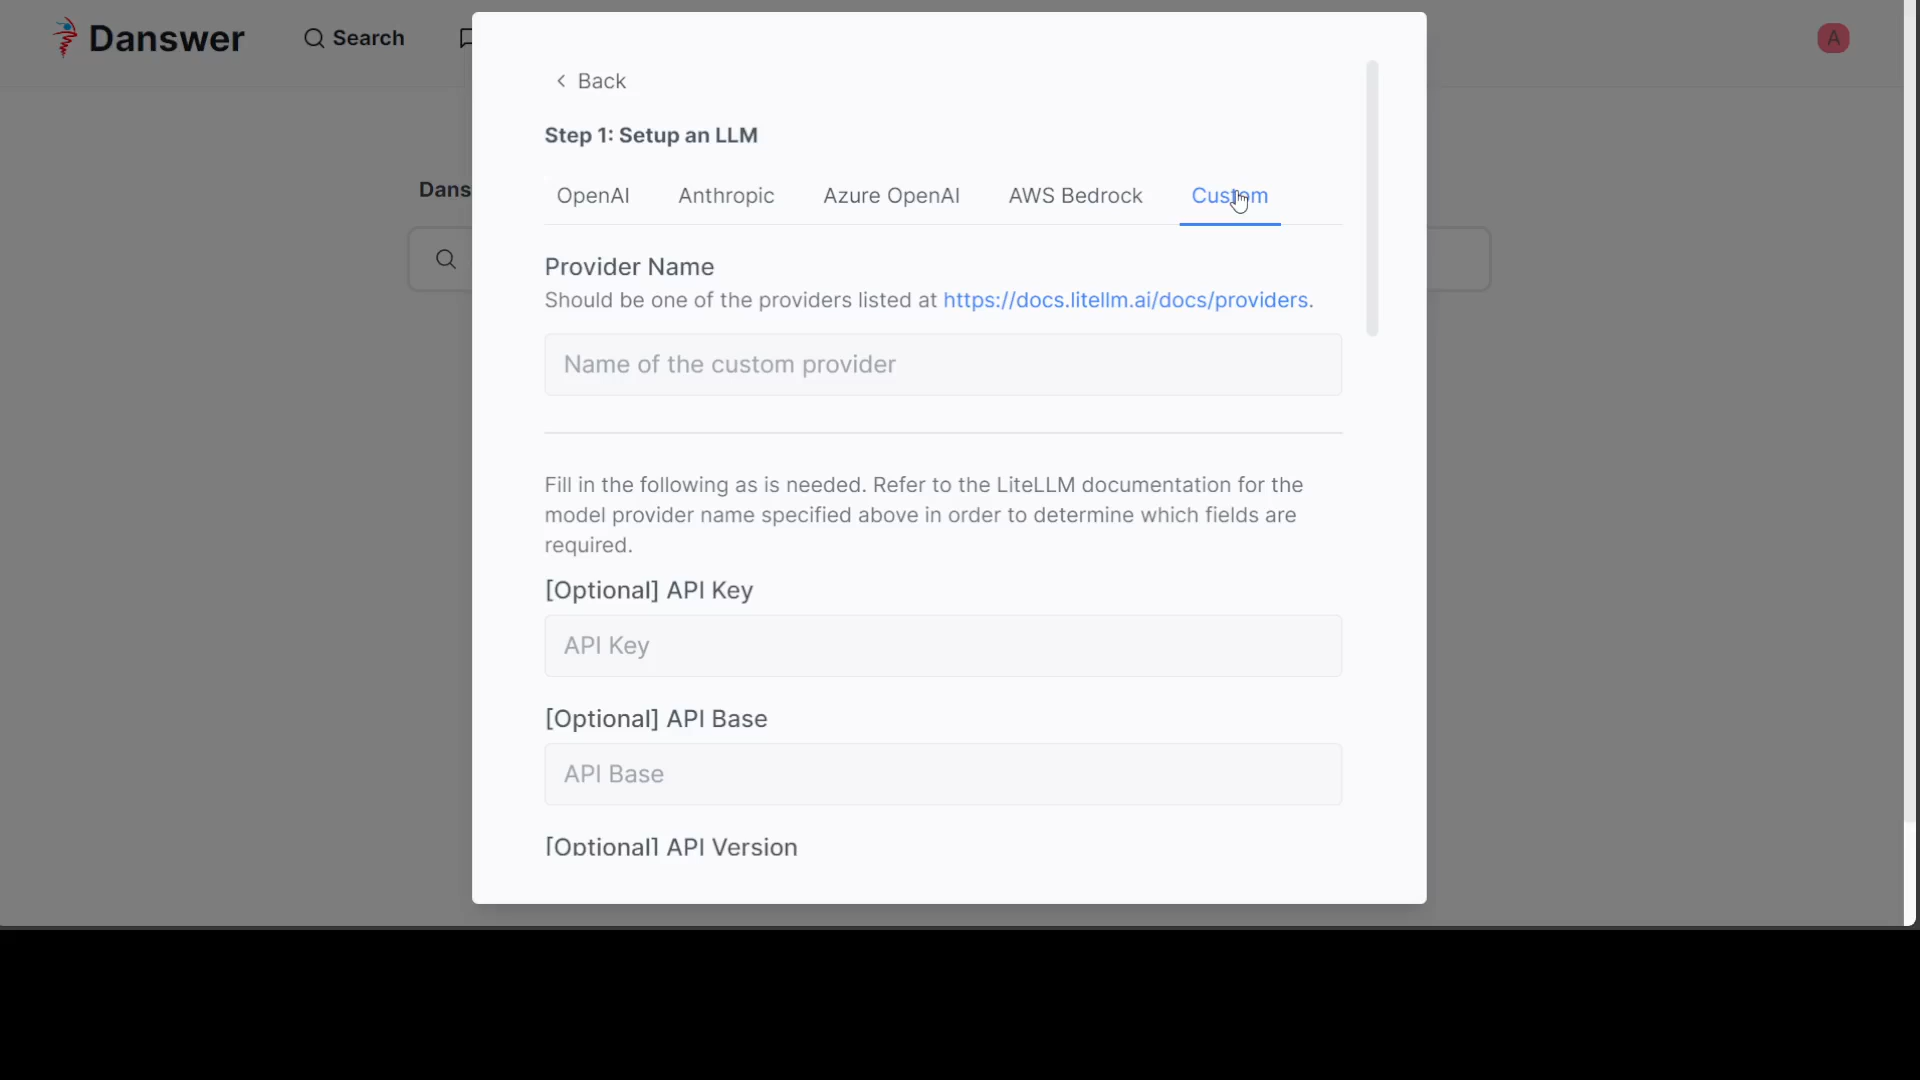 Danswer
Search
A
Back
Step 1: Setup an LLM
Dans
OpenAI
Anthropic
Azure OpenAI
AWS Bedrock
Custom
Provider Name
Should be one of the providers listed at https://docs.litellm.ai/docs/providers.
Name of the custom provider
Fill in the following as is needed. Refer to the LiteLLM documentation for the
model provider name specified above in order to determine which fields are
required.
[Optional] API Key
API Key
[Optional] API Base
API Base
[Optional] API Version